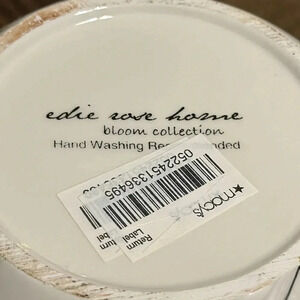 edie rose home
bloom collection
Hand Washing
0522451336495
★macy's
Return
Label